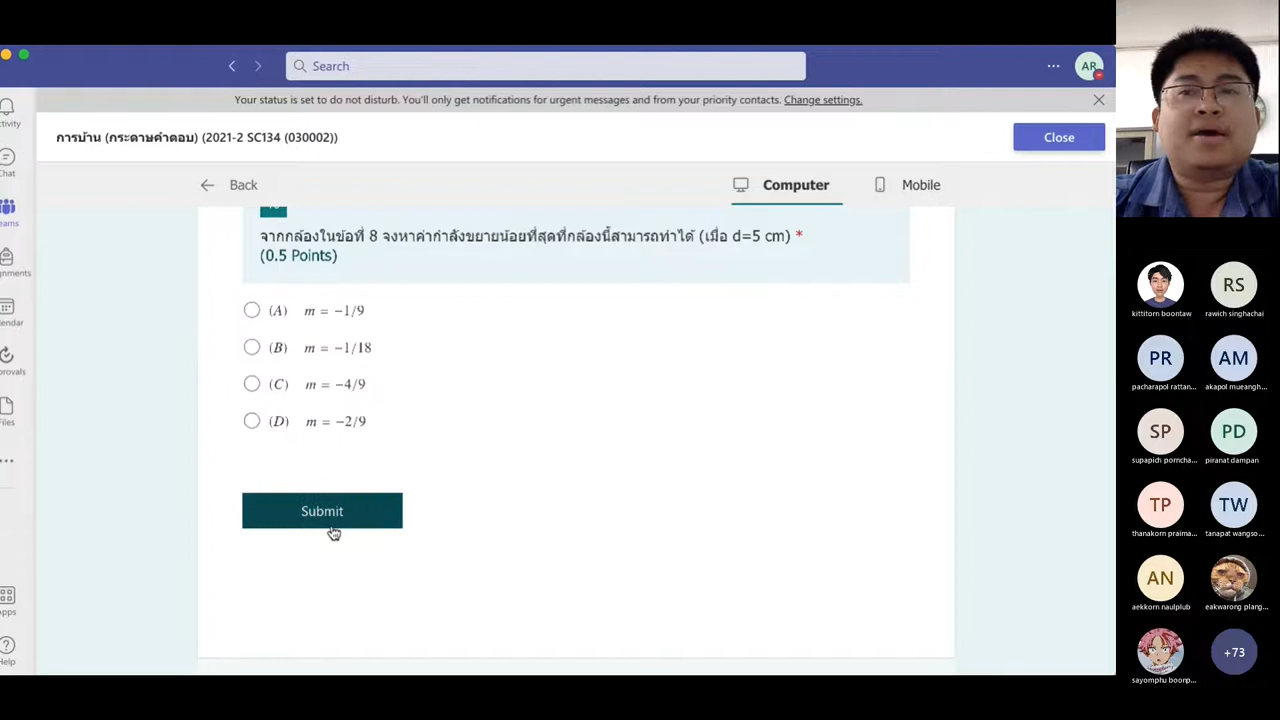 Search
AR
Your status is set to do not disturb. You'll only get notifications for urgent messages and from your priority contacts. Change settings.
การบ้าน (กระดาษคำตอบ) (2021-2 SC134 (030002))
Close
Back
Computer
Mobile
จากกล้องในข้อที่ 8 จงหาค่ากำลังขยายน้อยที่สุดที่กล้องนี้สามารถทำได้ (เมื่อ d=5 cm) *
(0.5 Points)
(A) m = −1/9
(B) m = −1/18
(C) m = −4/9
(D) m = −2/9
Submit
ctivity
Chat
eams
gnments
lendar
provals
Files
pps
Help
kittitorn boontaw
RS
rawich singhachai
PR
pacharapol rattan...
AM
akapol mueangh...
SP
supapich porncha...
PD
piranat dampan
TP
thanakorn praima...
TW
tanapat wangso...
AN
aekkorn naulplub
eakwarong plang...
sayomphu boonp...
+73